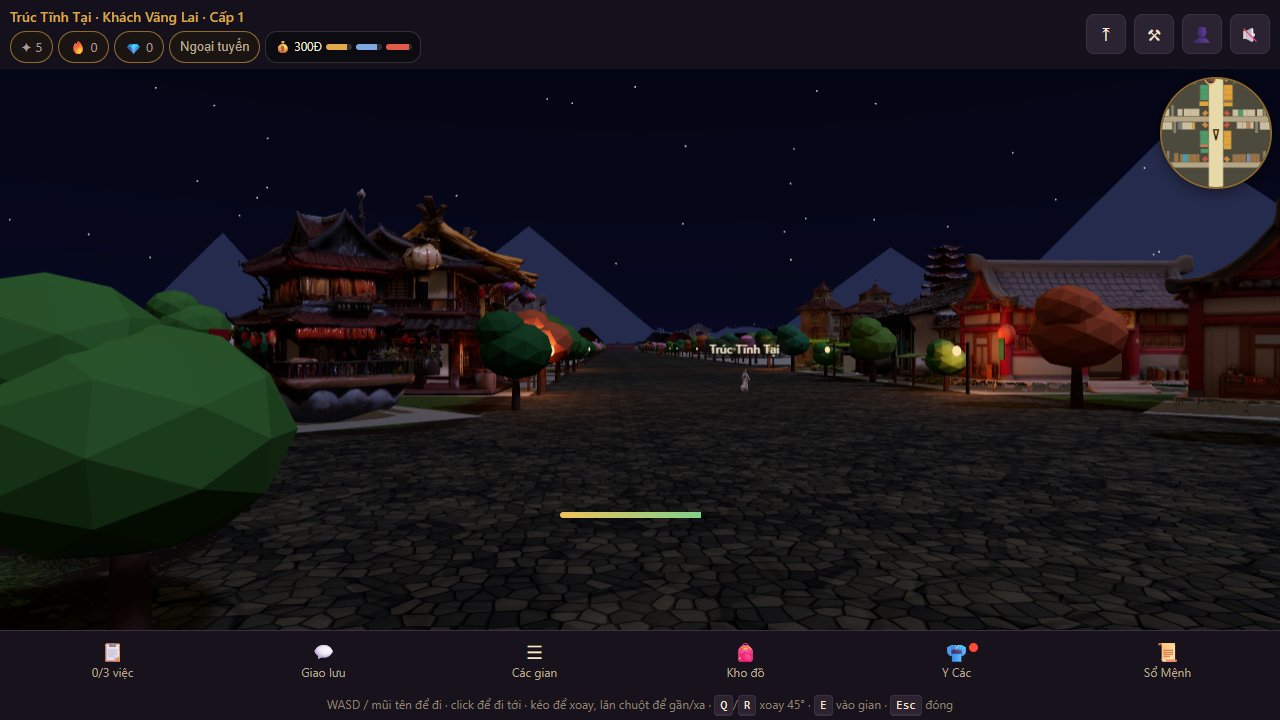 Trúc Tĩnh Tại · Khách Vãng Lai · Cấp 1
5
0
0
Ngoại tuyến
300Đ
Trúc Tĩnh Tại
0/3 việc
Giao lưu
Các gian
Kho đồ
Y Các
Sổ Mệnh
WASD / mũi tên để đi · click để đi tới · kéo để xoay, lăn chuột để gần/xa · Q / R xoay 45° · E vào gian · Esc đóng